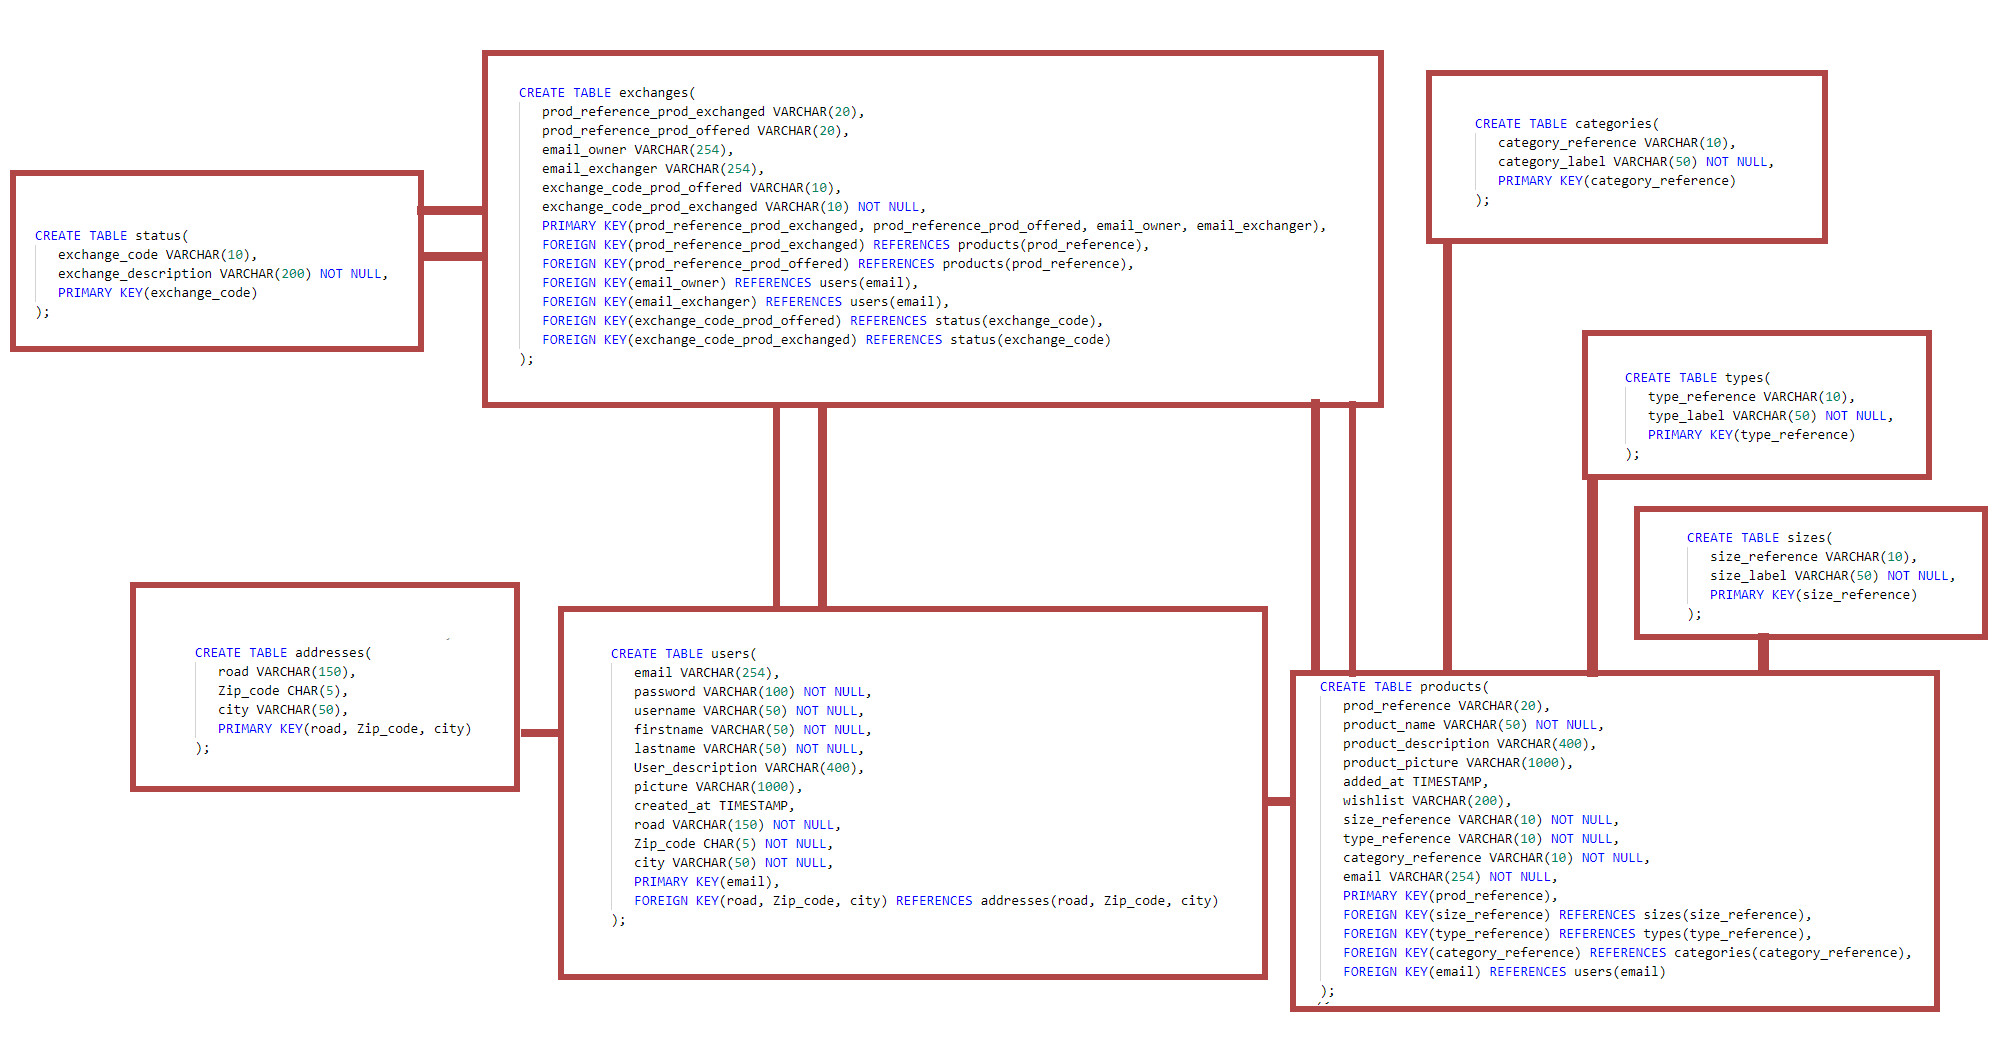 CREATE TABLE exchanges(
prod_reference_prod_exchanged VARCHAR(20),
prod_reference_prod_offered VARCHAR(20),
email_owner VARCHAR(254),
email_exchanger VARCHAR(254),
exchange_code_prod_offered VARCHAR(10),
exchange_code_prod_exchanged VARCHAR(10) NOT NULL,
PRIMARY KEY(prod_reference_prod_exchanged, prod_reference_prod_offered, email_owner, email_exchanger),
FOREIGN KEY(prod_reference_prod_exchanged) REFERENCES products(prod_reference),
FOREIGN KEY(prod_reference_prod_offered) REFERENCES products(prod_reference),
FOREIGN KEY(email_owner) REFERENCES users(email),
FOREIGN KEY(email_exchanger) REFERENCES users(email),
FOREIGN KEY(exchange_code_prod_offered) REFERENCES status(exchange_code),
FOREIGN KEY(exchange_code_prod_exchanged) REFERENCES status(exchange_code)
);
CREATE TABLE categories(
category_reference VARCHAR(10),
category_label VARCHAR(50) NOT NULL,
PRIMARY KEY(category_reference)
);
CREATE TABLE status(
exchange_code VARCHAR(10),
exchange_description VARCHAR(200) NOT NULL,
PRIMARY KEY(exchange_code)
);
CREATE TABLE types(
type_reference VARCHAR(10),
type_label VARCHAR(50) NOT NULL,
PRIMARY KEY(type_reference)
);
CREATE TABLE sizes(
size_reference VARCHAR(10),
size_label VARCHAR(50) NOT NULL,
PRIMARY KEY(size_reference)
);
CREATE TABLE addresses(
road VARCHAR(150),
Zip_code CHAR(5),
city VARCHAR(50),
PRIMARY KEY(road, Zip_code, city)
);
CREATE TABLE users(
email VARCHAR(254),
password VARCHAR(100) NOT NULL,
username VARCHAR(50) NOT NULL,
firstname VARCHAR(50) NOT NULL,
lastname VARCHAR(50) NOT NULL,
User_description VARCHAR(400),
picture VARCHAR(1000),
created_at TIMESTAMP,
road VARCHAR(150) NOT NULL,
Zip_code CHAR(5) NOT NULL,
city VARCHAR(50) NOT NULL,
PRIMARY KEY(email),
FOREIGN KEY(road, Zip_code, city) REFERENCES addresses(road, Zip_code, city)
);
CREATE TABLE products(
prod_reference VARCHAR(20),
product_name VARCHAR(50) NOT NULL,
product_description VARCHAR(400),
product_picture VARCHAR(1000),
added_at TIMESTAMP,
wishlist VARCHAR(200),
size_reference VARCHAR(10) NOT NULL,
type_reference VARCHAR(10) NOT NULL,
category_reference VARCHAR(10) NOT NULL,
email VARCHAR(254) NOT NULL,
PRIMARY KEY(prod_reference),
FOREIGN KEY(size_reference) REFERENCES sizes(size_reference),
FOREIGN KEY(type_reference) REFERENCES types(type_reference),
FOREIGN KEY(category_reference) REFERENCES categories(category_reference),
FOREIGN KEY(email) REFERENCES users(email)
);